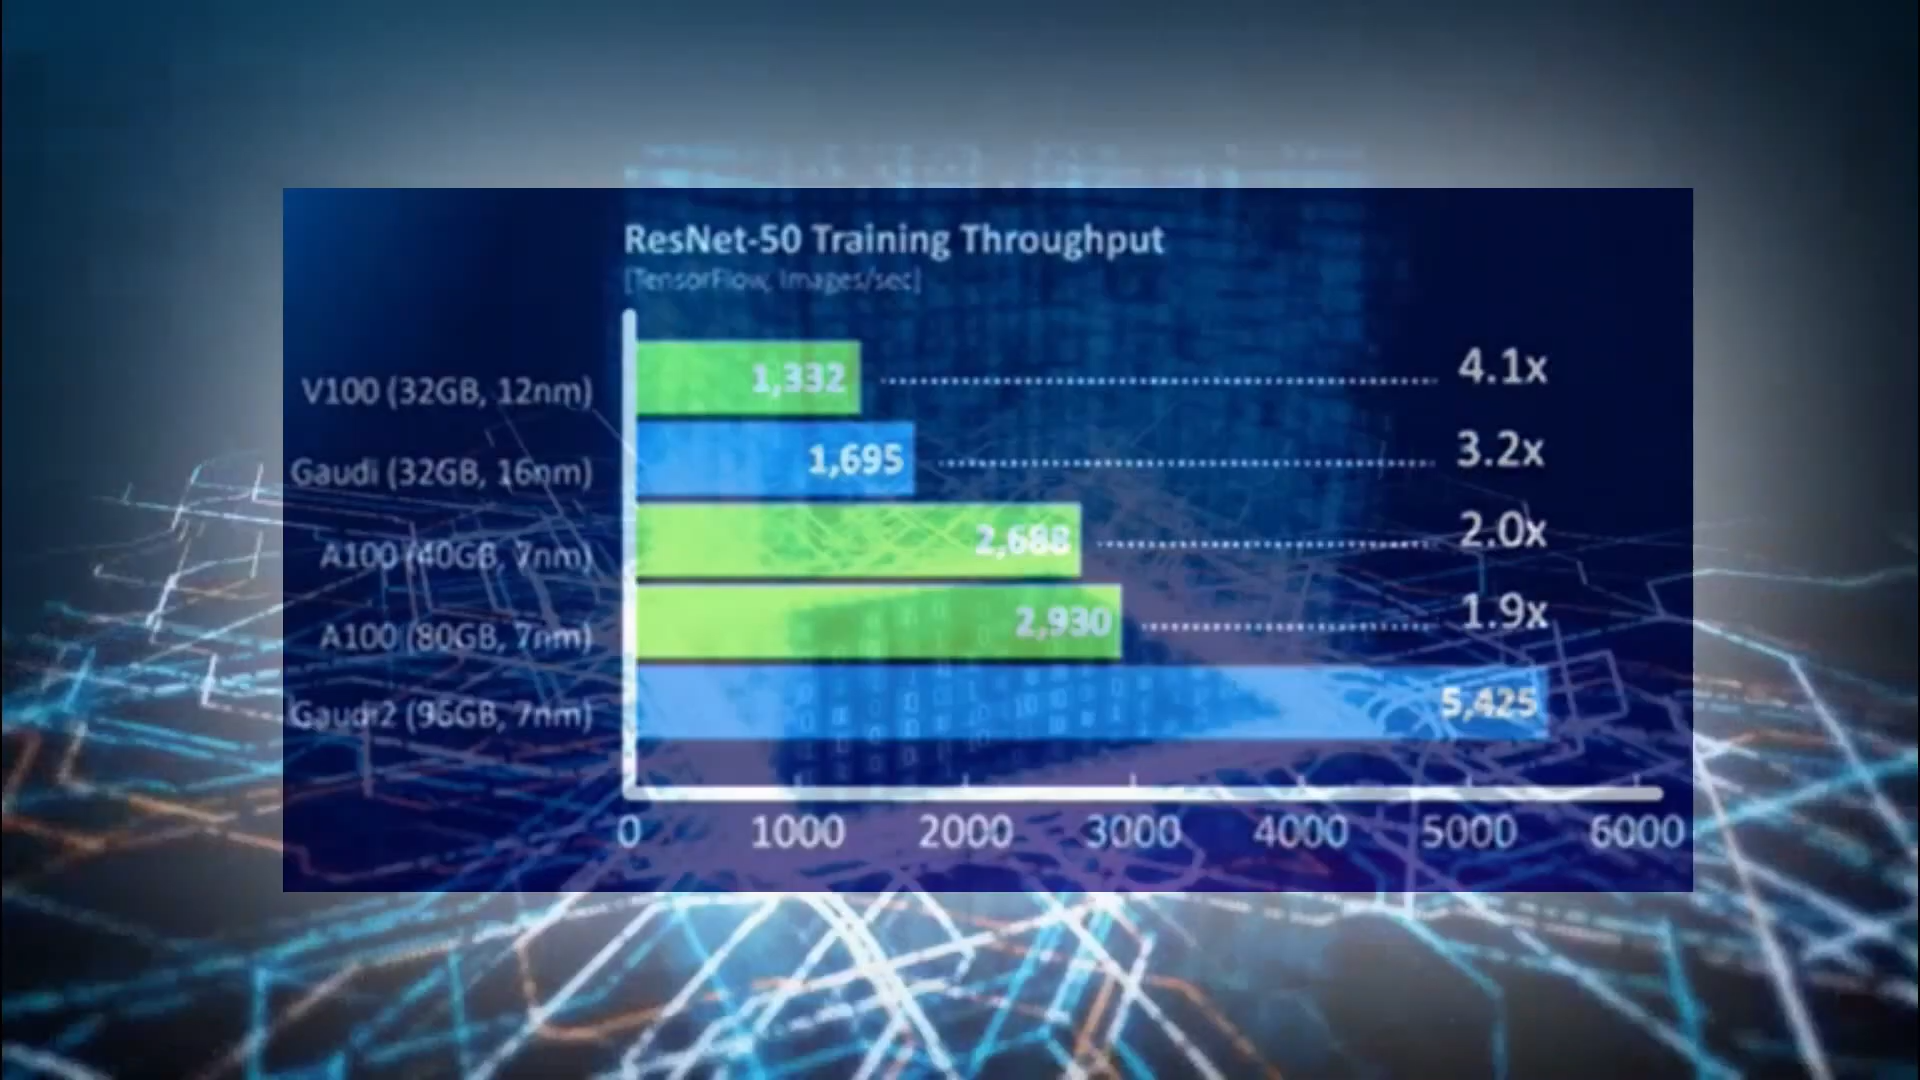 ResNet-50 Training Throughput
[TensorFlow, Images/sec]
V100 (32GB, 12nm) 1,332 4.1x
Gaudi (32GB, 16nm) 1,695 3.2x
A100 (40GB, 7nm) 2,688 2.0x
A100 (80GB, 7nm) 2,930 1.9x
Gaudi2 (96GB, 7nm) 5,425
0 1000 2000 3000 4000 5000 6000